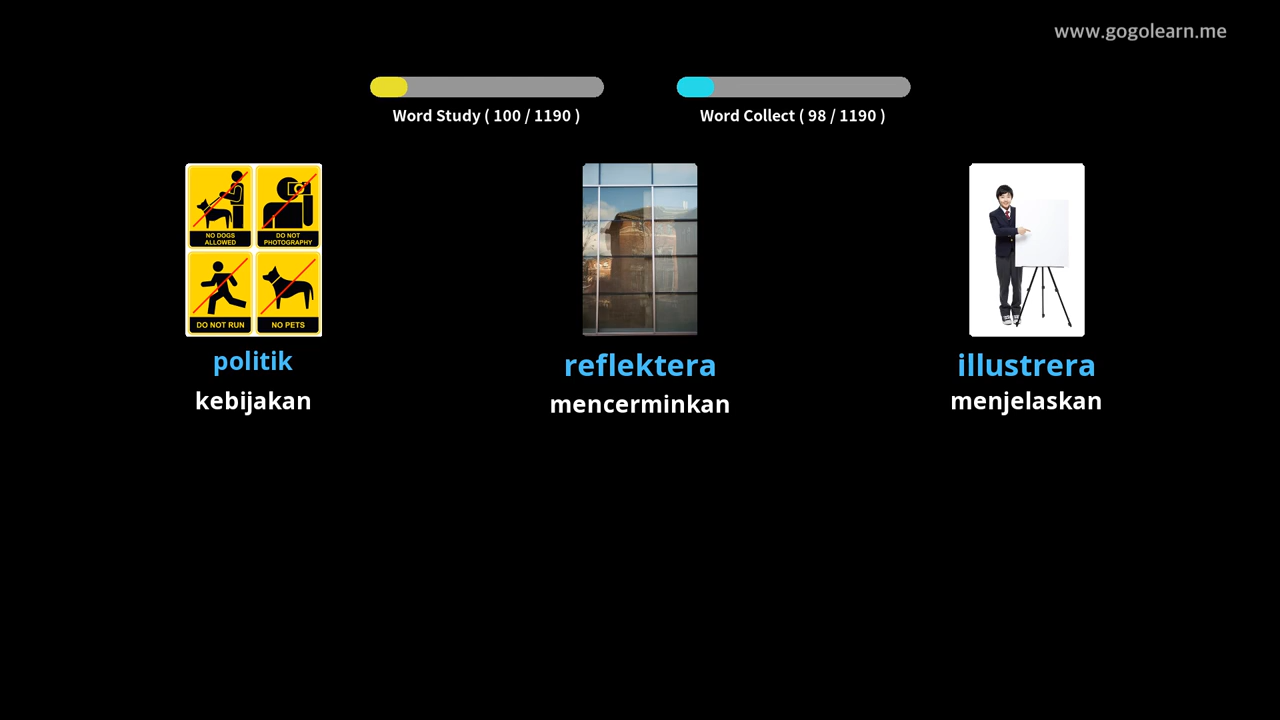 www.gogolearn.me
Word Study ( 100 / 1190 )
Word Collect ( 98 / 1190 )
NO DOGS
ALLOWED
DO NOT
PHOTOGRAPHY
DO NOT RUN
NO PETS
politik
kebijakan
reflektera
mencerminkan
illustrera
menjelaskan